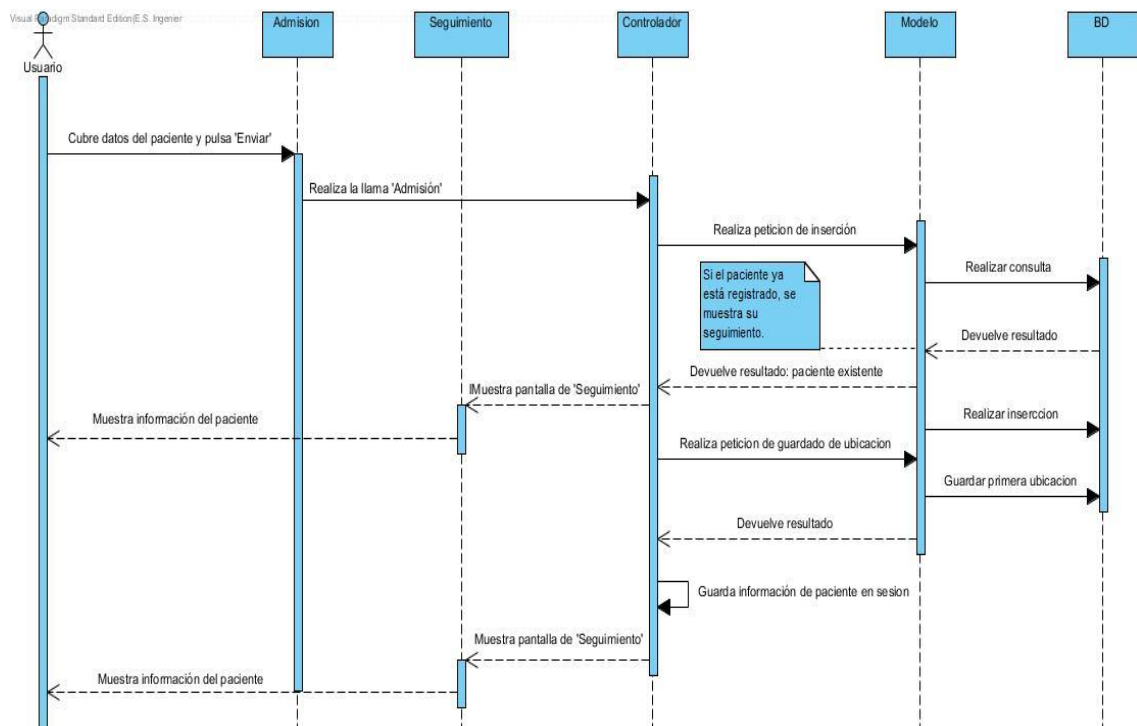 Visual Paradigm Standard Edition(E.S. Ingenier
Usuario
Admision
Seguimiento
Controlador
Modelo
BD
Cubre datos del paciente y pulsa 'Enviar'
Realiza la llama 'Admisión'
Realiza peticion de inserción
Realizar consulta
Si el paciente ya
está registrado, se
muestra su
seguimiento.
Devuelve resultado
Devuelve resultado: paciente existente
IMuestra pantalla de 'Seguimiento'
Muestra información del paciente
Realizar inserccion
Realiza peticion de guardado de ubicacion
Guardar primera ubicacion
Devuelve resultado
Guarda información de paciente en sesion
Muestra pantalla de 'Seguimiento'
Muestra información del paciente